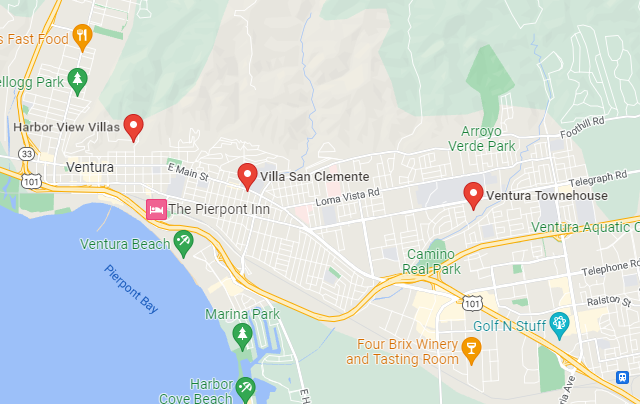 s Fast Food
ellogg Park
Harbor View Villas
33
Ventura
101
E Main St
Villa San Clemente
Loma Vista Rd
Arroyo
Verde Park
Foothill Rd
Telegraph Rd
Ventura Townehouse
The Pierpont Inn
Ventura Beach
Pierpont Bay
Camino
Real Park
Ventura Aquatic C
Telephone Rd
101
Ralston St
Marina Park
Golf N Stuff
Four Brix Winery
and Tasting Room
Harbor
Cove Beach
E H
ria Ave